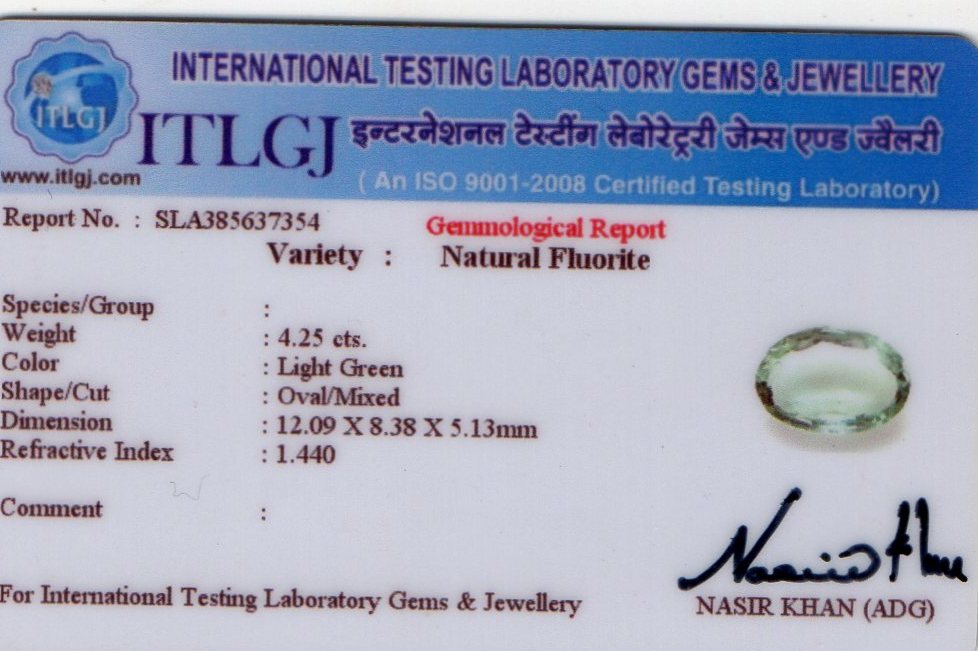 INTERNATIONAL TESTING LABORATORY GEMS & JEWELLERY
ITLGJ
ITLGJ इन्टरनेशनल टेस्टींग लेबोरेट्ररी जेम्स एण्ड ज्वैलरी
www.itlgj.com
( An ISO 9001-2008 Certified Testing Laboratory)
Report No. : SLA385637354
Gemmological Report
Variety : Natural Fluorite
Species/Group :
Weight : 4.25 cts.
Color : Light Green
Shape/Cut : Oval/Mixed
Dimension : 12.09 X 8.38 X 5.13mm
Refractive Index : 1.440
Comment :
Nasir Khan
For International Testing Laboratory Gems & Jewellery
NASIR KHAN (ADG)